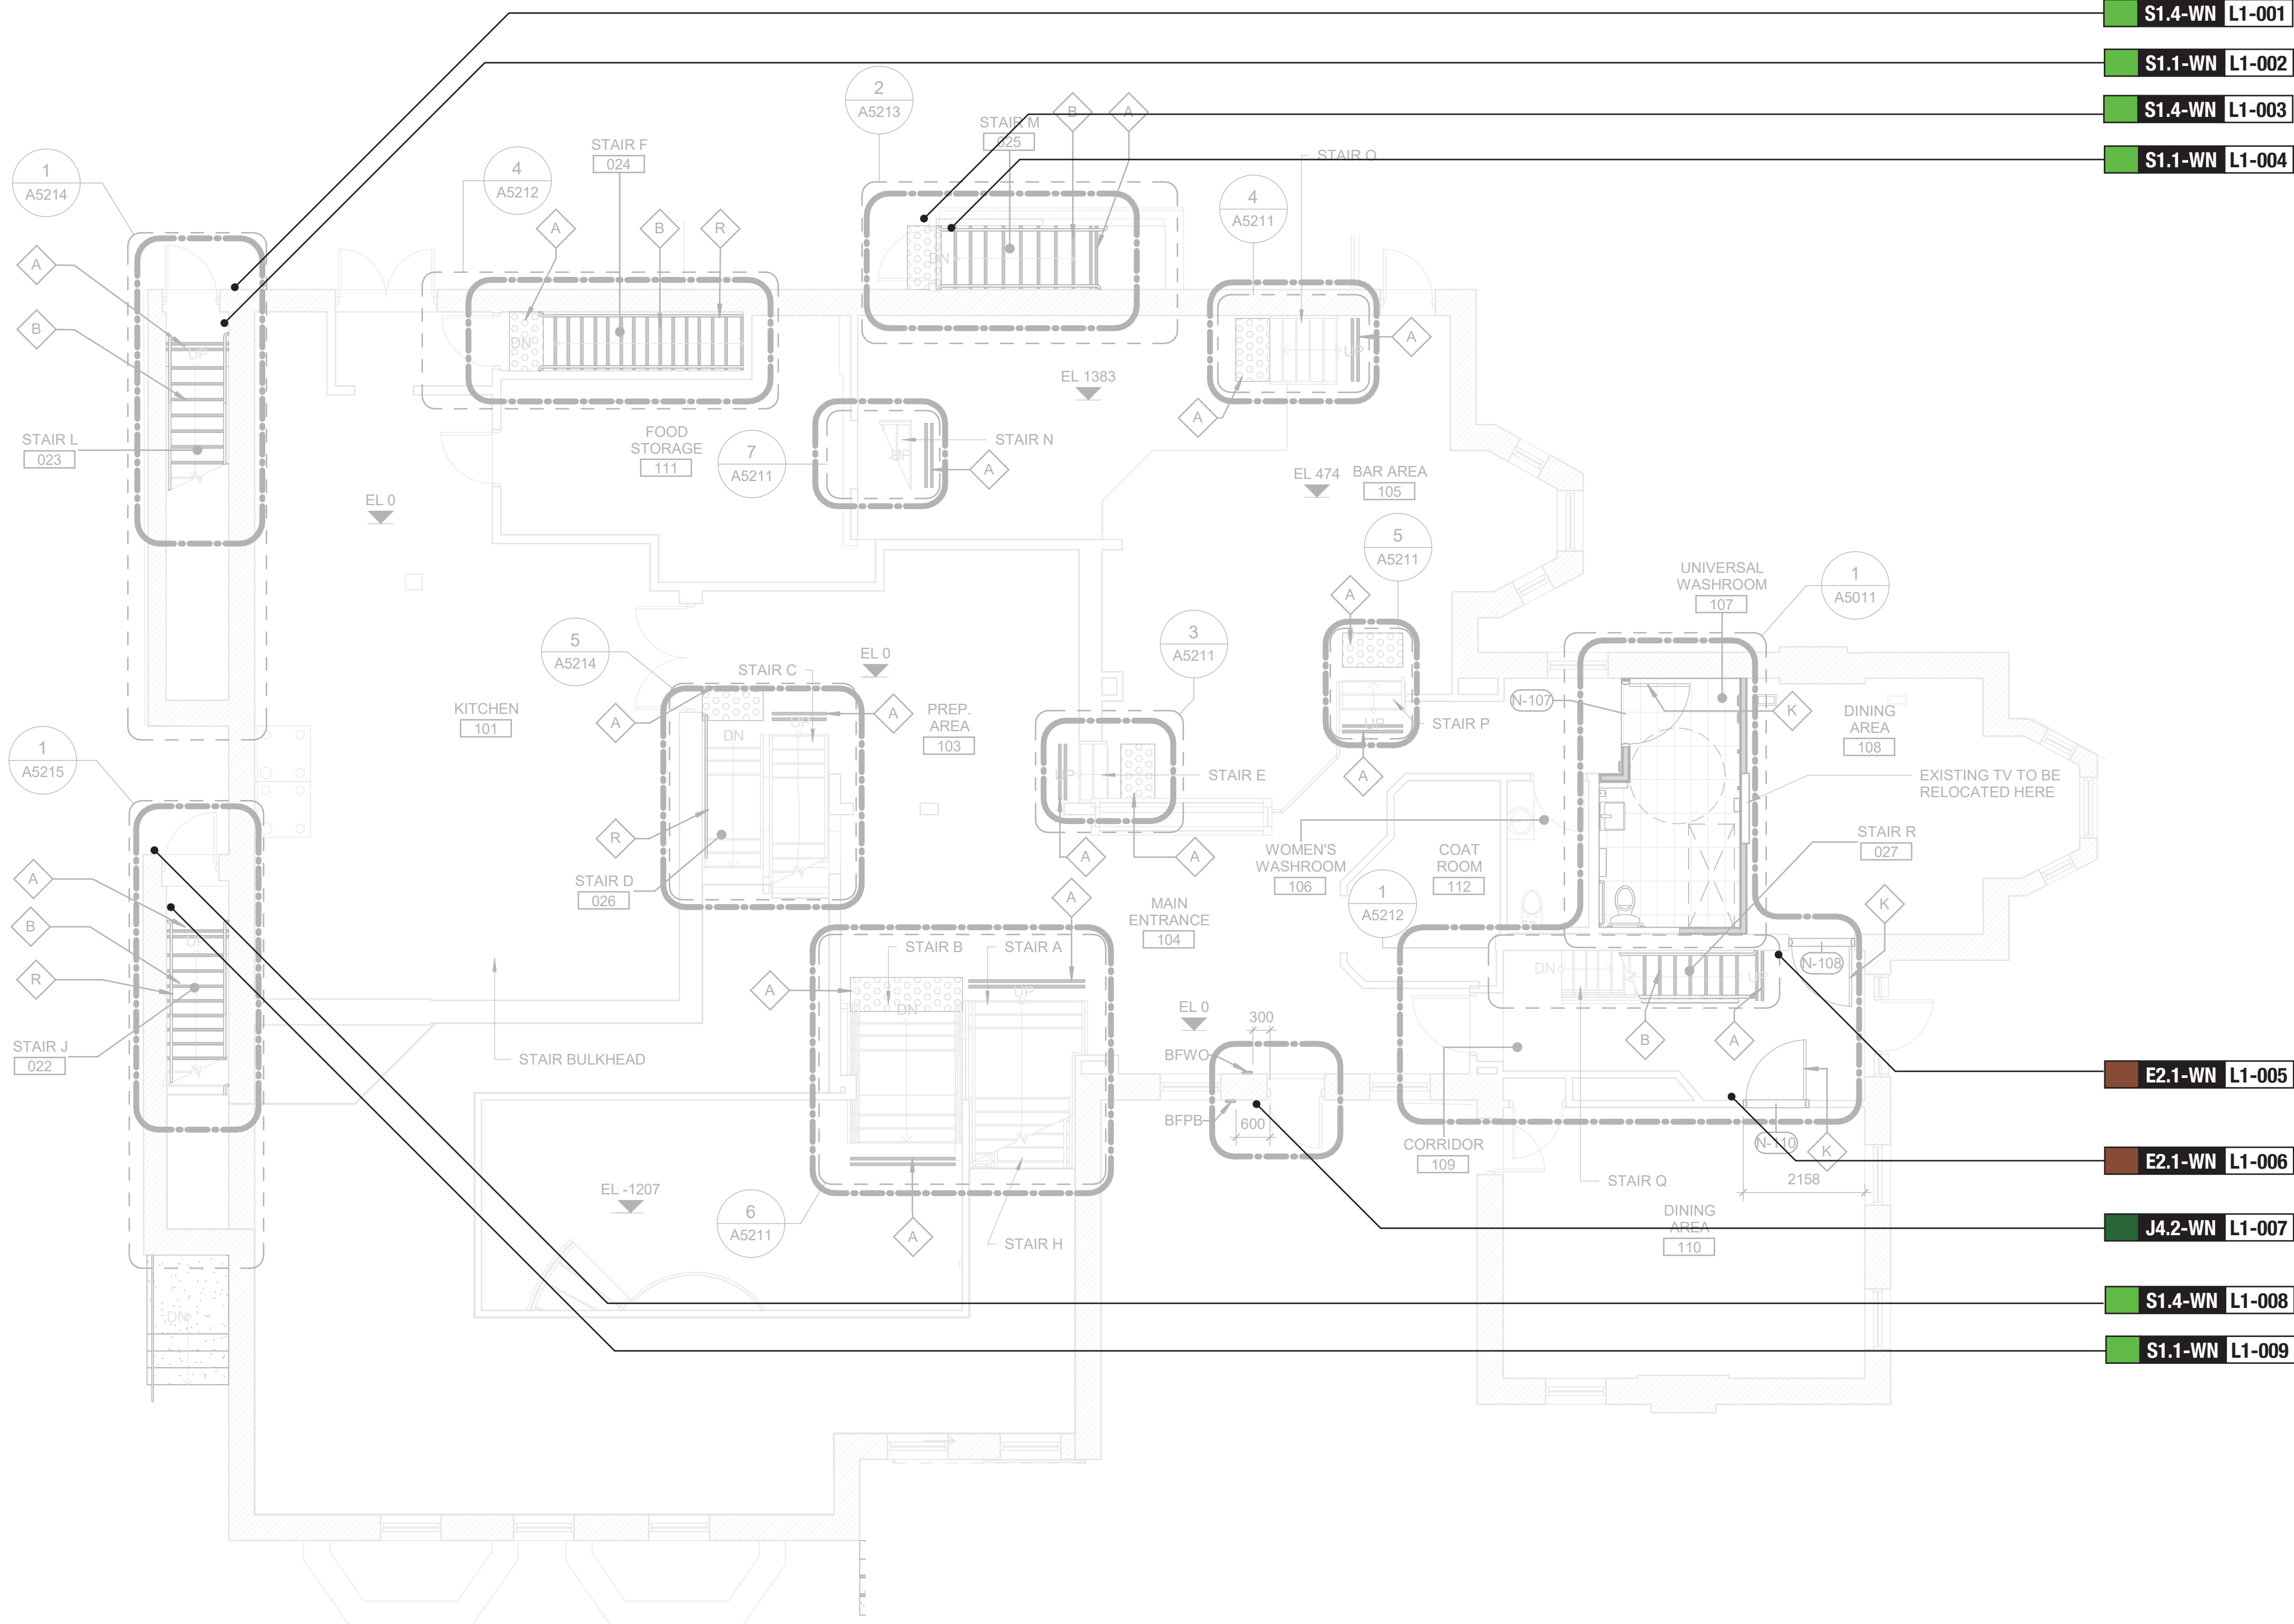 S1.4-WN L1-001
S1.1-WN L1-002
S1.4-WN L1-003
S1.1-WN L1-004
2
A5213
STAIR M
025
B
A
STAIR F
024
STAIR O
1
A5214
4
A5212
4
A5211
A
B
R
DN
A
B
UP
DN
UP
A
A
EL 1383
STAIR L
023
FOOD
STORAGE
111
7
A5211
STAIR N
UP
A
EL 0
EL 474
BAR AREA
105
5
A5211
UNIVERSAL
WASHROOM
107
1
A5011
A
5
A5214
STAIR C
EL 0
3
A5211
KITCHEN
101
A
A
UP
DN
PREP.
AREA
103
STAIR P
UP
A
N-107
K
DINING
AREA
108
1
A5215
UP
STAIR E
A
A
EXISTING TV TO BE
RELOCATED HERE
R
STAIR D
026
WOMEN'S
WASHROOM
106
COAT
ROOM
112
STAIR R
027
1
A5212
A
B
R
UP
STAIR J
022
A
MAIN
ENTRANCE
104
K
STAIR B
STAIR A
A
DN
UP
DN
UP
N-108
EL 0
300
B
A
STAIR BULKHEAD
BFWO
BFPB
600
E2.1-WN L1-005
CORRIDOR
109
N-110
K
E2.1-WN L1-006
STAIR Q
2158
EL -1207
6
A5211
A
STAIR H
DINING
AREA
110
J4.2-WN L1-007
DN
S1.4-WN L1-008
S1.1-WN L1-009